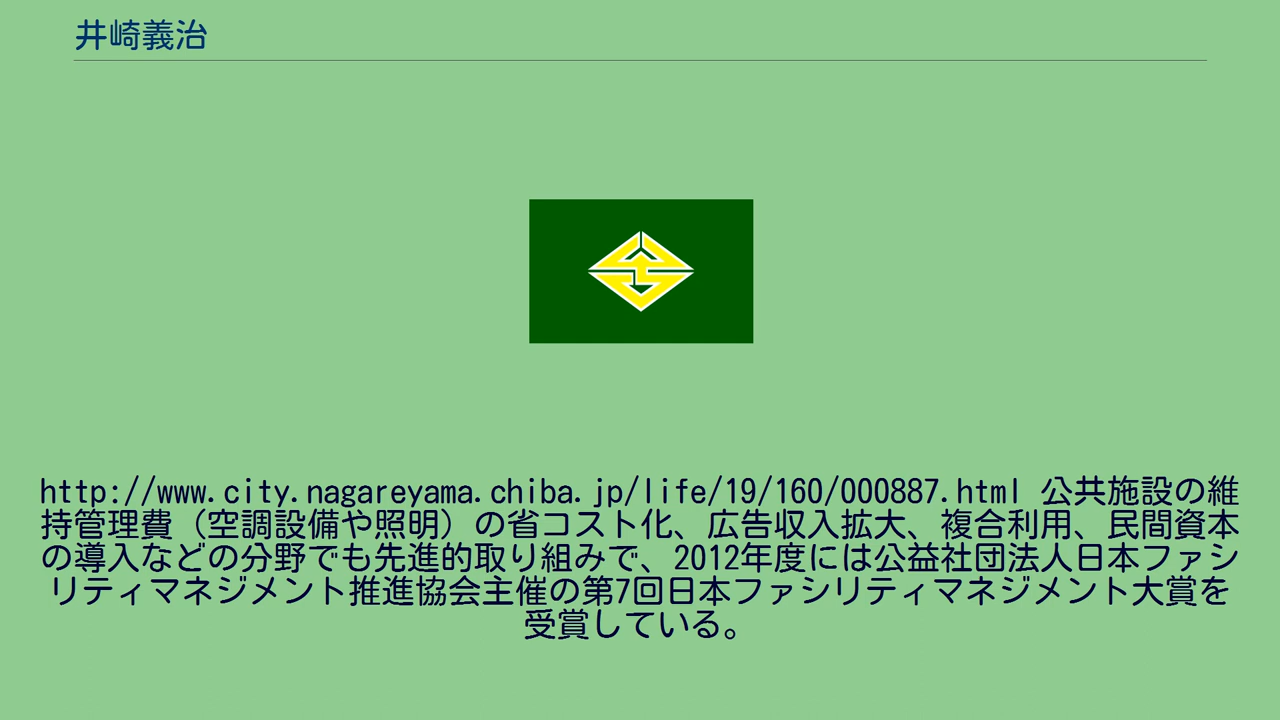 井崎義治
http://www.city.nagareyama.chiba.jp/life/19/160/000887.html 公共施設の維
持管理費（空調設備や照明）の省コスト化、広告収入拡大、複合利用、民間資本
の導入などの分野でも先進的取り組みで、2012年度には公益社団法人日本ファシ
リティマネジメント推進協会主催の第7回日本ファシリティマネジメント大賞を
受賞している。